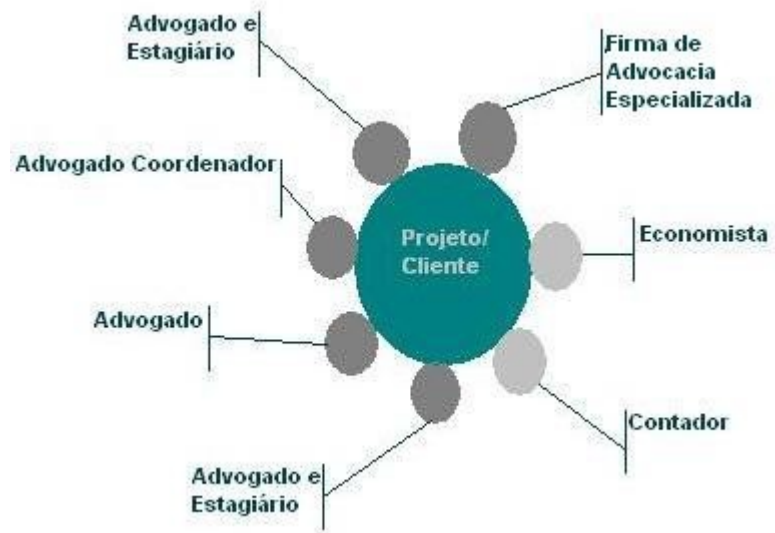 Advogado e
Estagiário
Firma de
Advocacia
Especializada
Advogado Coordenador
Projeto/
Cliente
Economista
Advogado
Contador
Advogado e
Estagiário